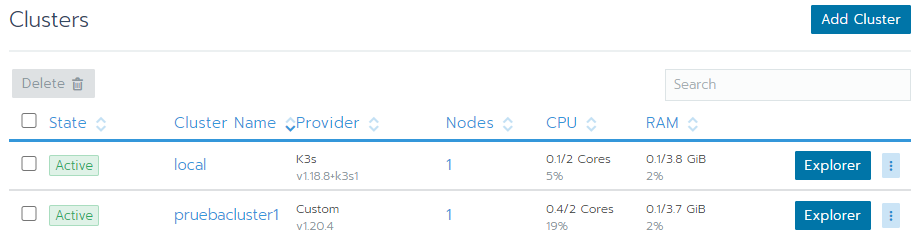 Clusters
Add Cluster
Delete
Search
State Cluster Name Provider Nodes CPU RAM
Active local K3s 1 0.1/2 Cores 0.1/3.8 GiB Explorer
v1.18.8+k3s1 5% 2%
Active pruebacluster1 Custom 1 0.4/2 Cores 0.1/3.7 GiB Explorer
v1.20.4 19% 2%